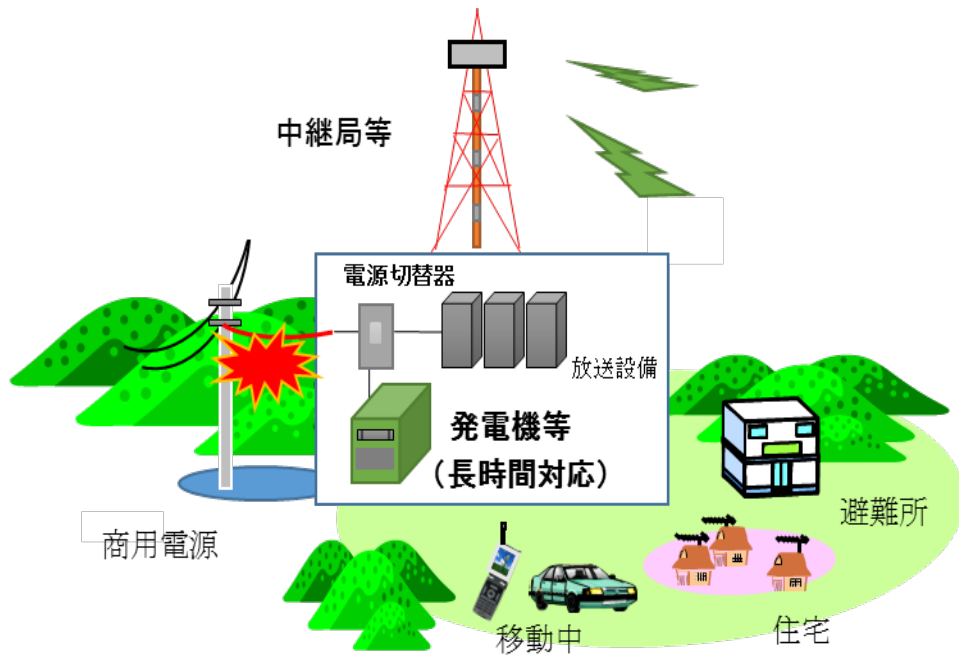 中継局等
電源切替器
放送設備
発電機等
（長時間対応）
商用電源
避難所
住宅
移動中